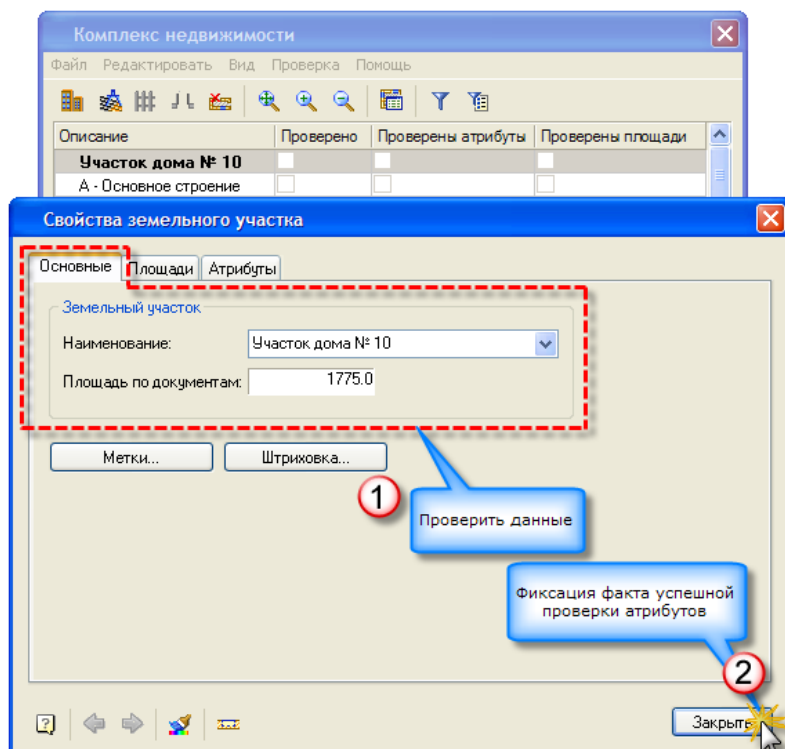 Комплекс недвижимости
Файл Редактировать Вид Проверка Помощь
Описание Проверено Проверены атрибуты Проверены площади
Участок дома № 10
А - Основное строение
Свойства земельного участка
Основные Площади Атрибуты
Земельный участок
Наименование: Участок дома № 10
Площадь по документам: 1775.0
Метки... Штриховка...
1
Проверить данные
Фиксация факта успешной
проверки атрибутов
2
Закрыть